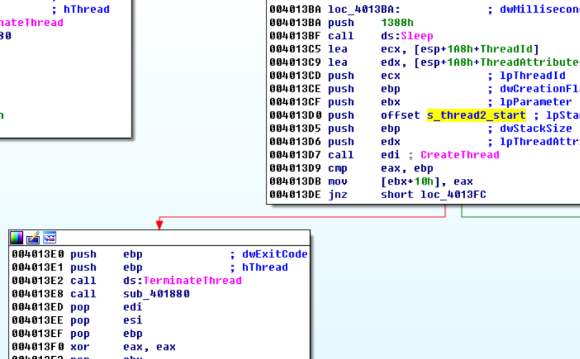 ; hThread
nateThread
80
h
004013BA loc_4013BA: ; dwMillisecon
004013BA push 1388h
004013BF call ds:Sleep
004013C5 lea ecx, [esp+1A8h+ThreadId]
004013C9 lea edx, [esp+1A8h+ThreadAttributes
004013CD push ecx ; lpThreadId
004013CE push ebp ; dwCreationFl
004013CF push ebx ; lpParameter
004013D0 push offset s_thread2_start ; lpStar
004013D5 push ebp ; dwStackSize
004013D6 push edx ; lpThreadAttr
004013D7 call edi ; CreateThread
004013D9 cmp eax, ebp
004013DB mov [ebx+10h], eax
004013DE jnz short loc_4013FC
004013E0 push ebp ; dwExitCode
004013E1 push ebp ; hThread
004013E2 call ds:TerminateThread
004013E8 call sub_401880
004013ED pop edi
004013EE pop esi
004013EF pop ebp
004013F0 xor eax, eax
004013F2 pop ebx